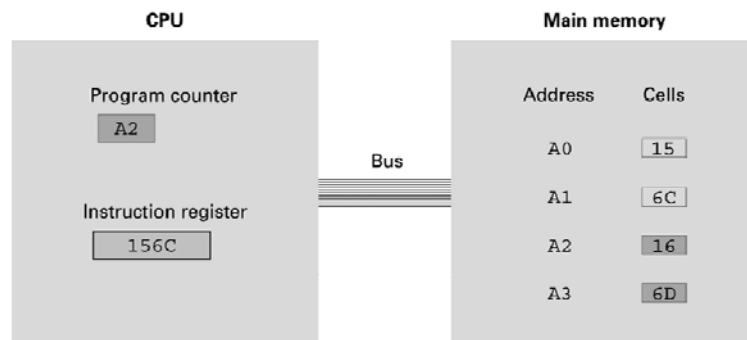 CPU
Main memory
Program counter
A2
Address Cells
A0 15
Bus
A1 6C
Instruction register
156C
A2 16
A3 6D